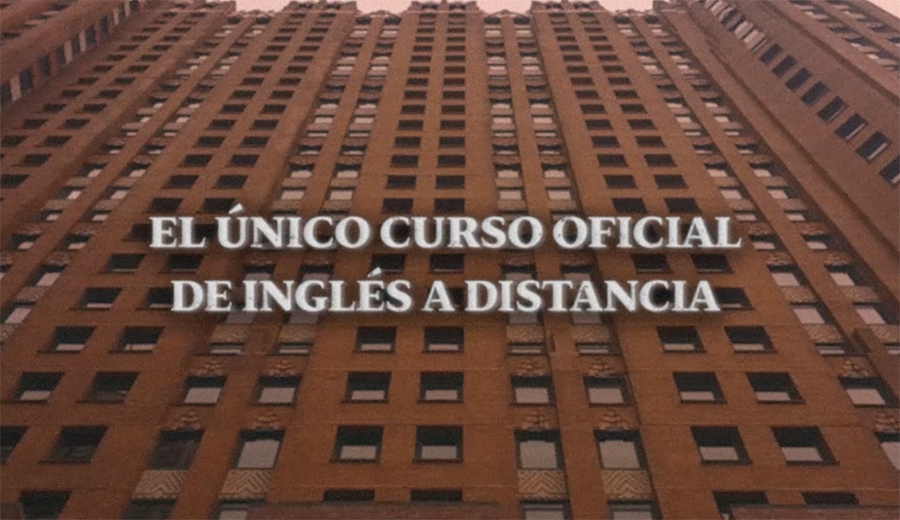 EL ÚNICO CURSO OFICIAL
DE INGLÉS A DISTANCIA